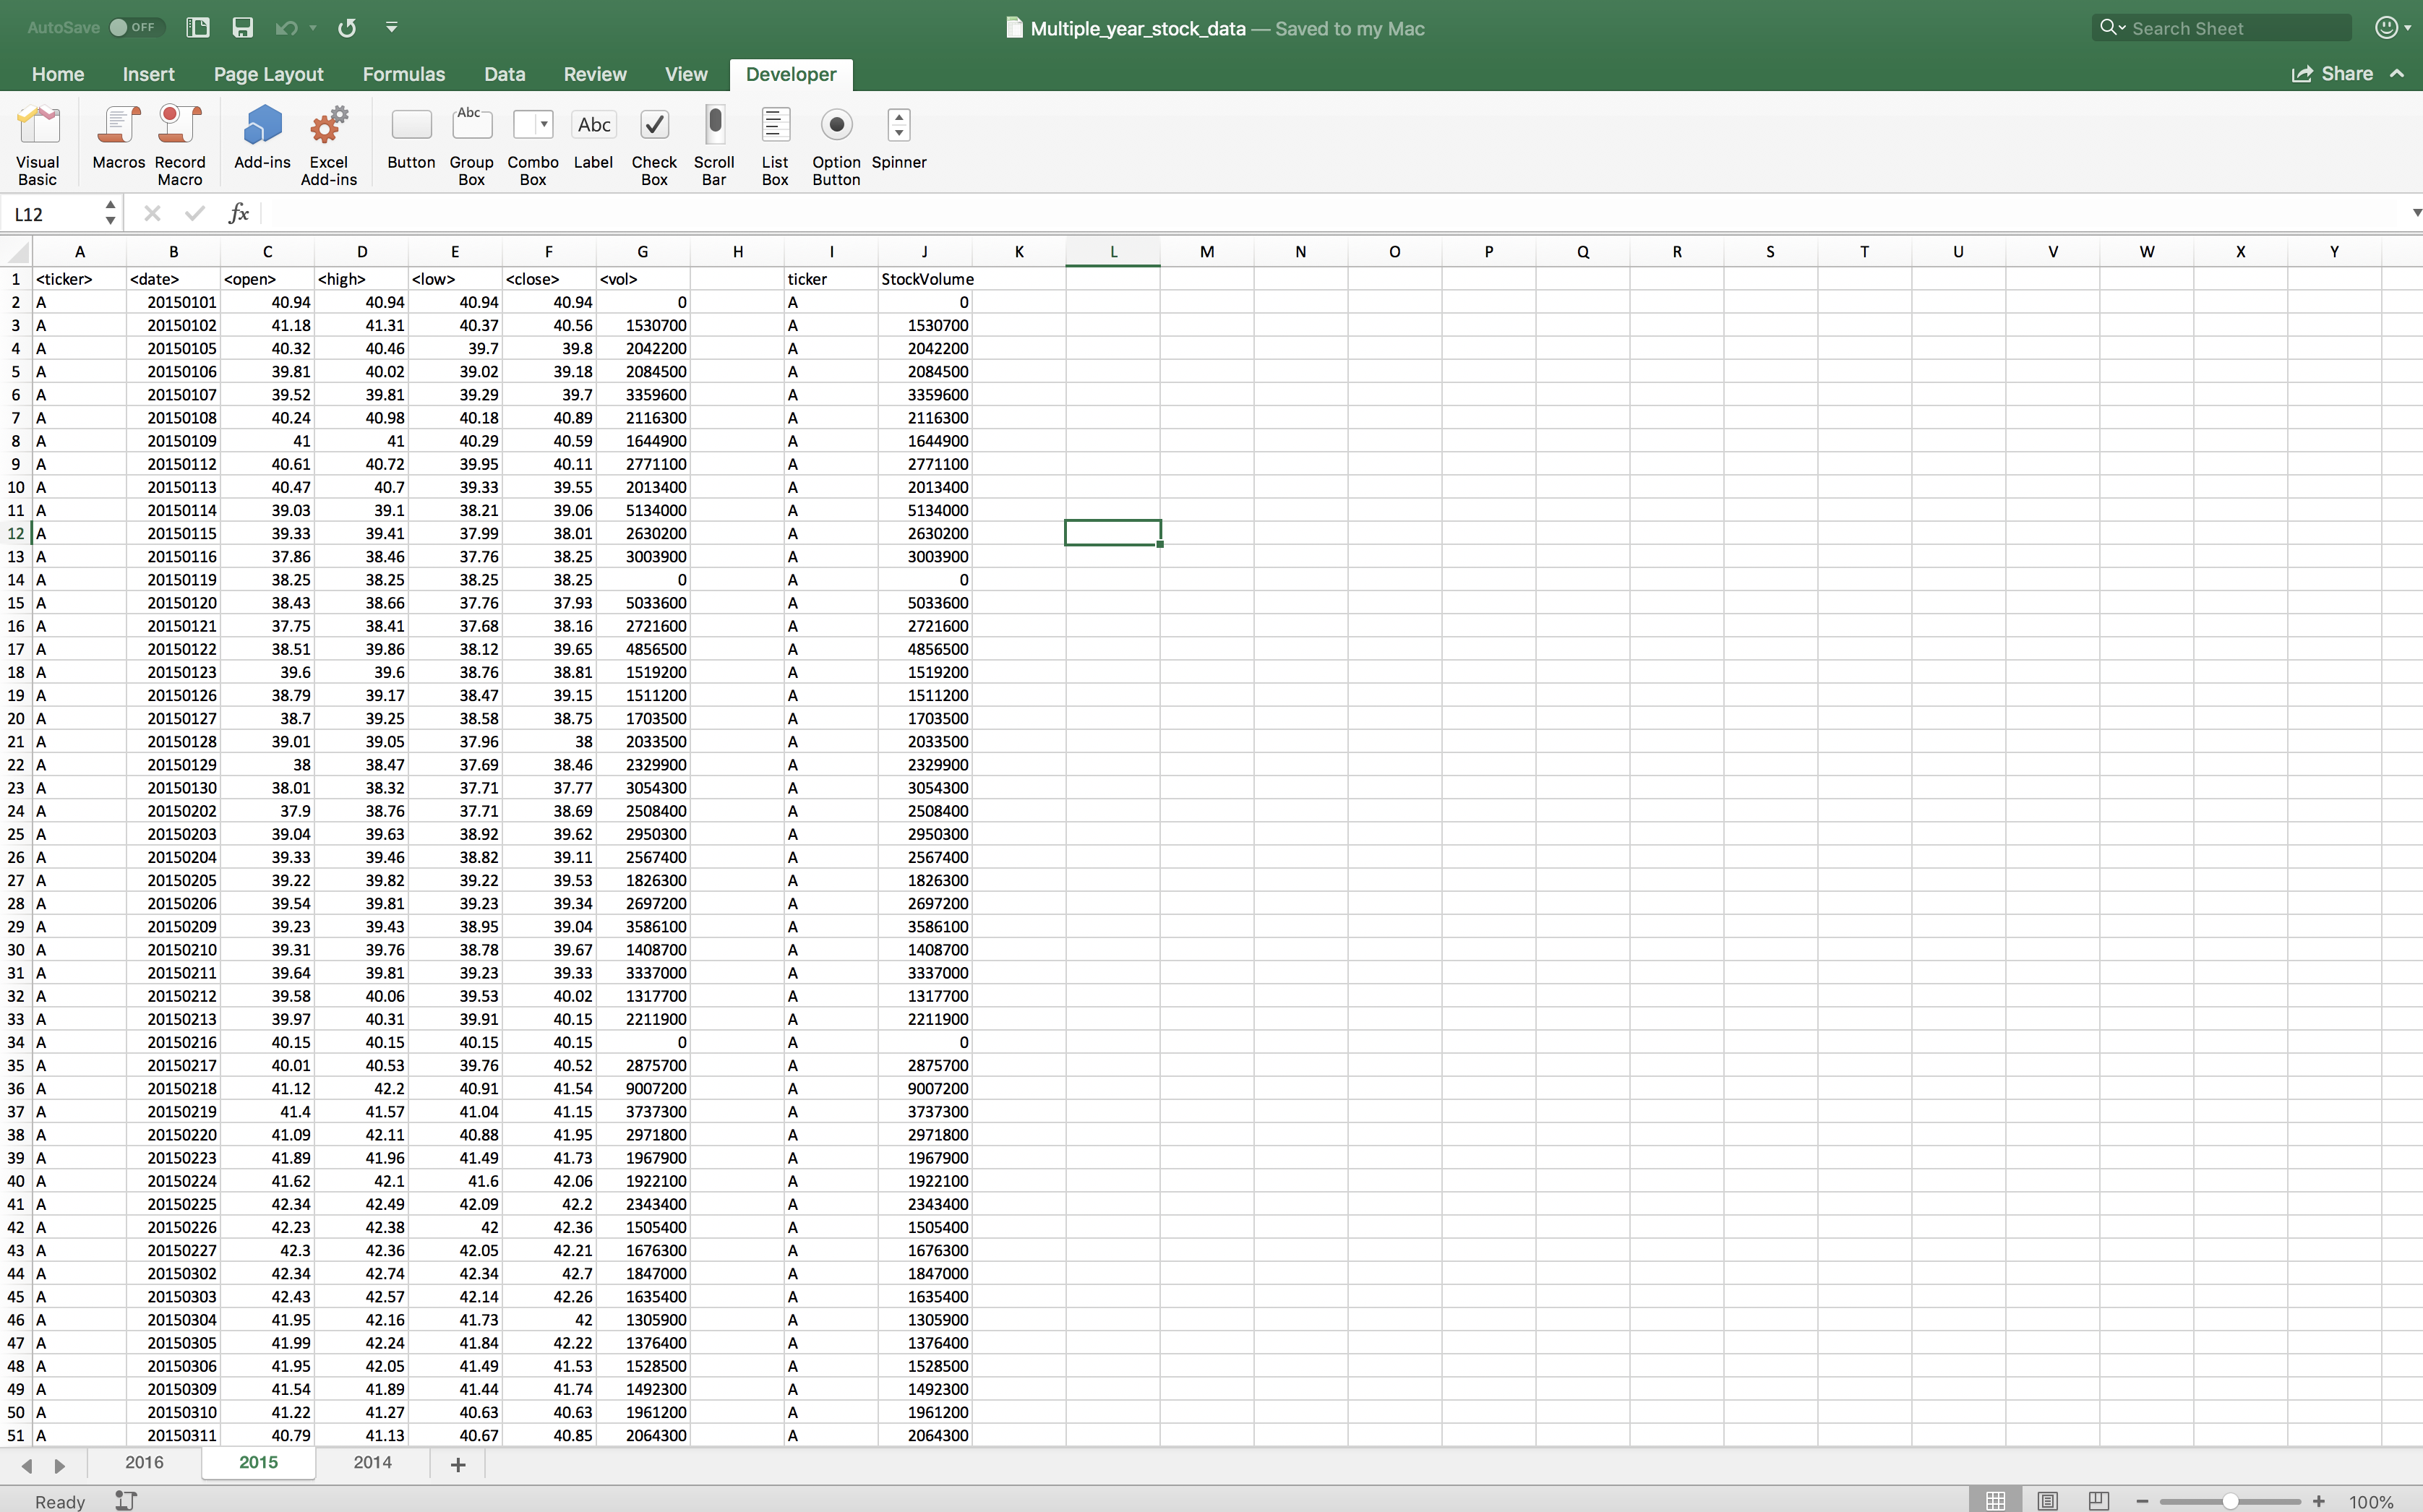 AutoSave OFF Multiple_year_stock_data — Saved to my Mac Search Sheet
Home Insert Page Layout Formulas Data Review View Developer Share
Visual Basic Macros Record Macro Add-ins Excel Add-ins Button Abc Group Box Combo Box Abc Label Check Box Scroll Bar List Box Option Button Spinner
L12 fx
A B C D E F G H I J K L M N O P Q R S T U V W X Y
1 <ticker> <date> <open> <high> <low> <close> <vol> ticker StockVolume
2 A 20150101 40.94 40.94 40.94 40.94 0 A 0
3 A 20150102 41.18 41.31 40.37 40.56 1530700 A 1530700
4 A 20150105 40.32 40.46 39.7 39.8 2042200 A 2042200
5 A 20150106 39.81 40.02 39.02 39.18 2084500 A 2084500
6 A 20150107 39.52 39.81 39.29 39.7 3359600 A 3359600
7 A 20150108 40.24 40.98 40.18 40.89 2116300 A 2116300
8 A 20150109 41 41 40.29 40.59 1644900 A 1644900
9 A 20150112 40.61 40.72 39.95 40.11 2771100 A 2771100
10 A 20150113 40.47 40.7 39.33 39.55 2013400 A 2013400
11 A 20150114 39.03 39.1 38.21 39.06 5134000 A 5134000
12 A 20150115 39.33 39.41 37.99 38.01 2630200 A 2630200
13 A 20150116 37.86 38.46 37.76 38.25 3003900 A 3003900
14 A 20150119 38.25 38.25 38.25 38.25 0 A 0
15 A 20150120 38.43 38.66 37.76 37.93 5033600 A 5033600
16 A 20150121 37.75 38.41 37.68 38.16 2721600 A 2721600
17 A 20150122 38.51 39.86 38.12 39.65 4856500 A 4856500
18 A 20150123 39.6 39.6 38.76 38.81 1519200 A 1519200
19 A 20150126 38.79 39.17 38.47 39.15 1511200 A 1511200
20 A 20150127 38.7 39.25 38.58 38.75 1703500 A 1703500
21 A 20150128 39.01 39.05 37.96 38 2033500 A 2033500
22 A 20150129 38 38.47 37.69 38.46 2329900 A 2329900
23 A 20150130 38.01 38.32 37.71 37.77 3054300 A 3054300
24 A 20150202 37.9 38.76 37.71 38.69 2508400 A 2508400
25 A 20150203 39.04 39.63 38.92 39.62 2950300 A 2950300
26 A 20150204 39.33 39.46 38.82 39.11 2567400 A 2567400
27 A 20150205 39.22 39.82 39.22 39.53 1826300 A 1826300
28 A 20150206 39.54 39.81 39.23 39.34 2697200 A 2697200
29 A 20150209 39.23 39.43 38.95 39.04 3586100 A 3586100
30 A 20150210 39.31 39.76 38.78 39.67 1408700 A 1408700
31 A 20150211 39.64 39.81 39.23 39.33 3337000 A 3337000
32 A 20150212 39.58 40.06 39.53 40.02 1317700 A 1317700
33 A 20150213 39.97 40.31 39.91 40.15 2211900 A 2211900
34 A 20150216 40.15 40.15 40.15 40.15 0 A 0
35 A 20150217 40.01 40.53 39.76 40.52 2875700 A 2875700
36 A 20150218 41.12 42.2 40.91 41.54 9007200 A 9007200
37 A 20150219 41.4 41.57 41.04 41.15 3737300 A 3737300
38 A 20150220 41.09 42.11 40.88 41.95 2971800 A 2971800
39 A 20150223 41.89 41.96 41.49 41.73 1967900 A 1967900
40 A 20150224 41.62 42.1 41.6 42.06 1922100 A 1922100
41 A 20150225 42.34 42.49 42.09 42.2 2343400 A 2343400
42 A 20150226 42.23 42.38 42 42.36 1505400 A 1505400
43 A 20150227 42.3 42.36 42.05 42.21 1676300 A 1676300
44 A 20150302 42.34 42.74 42.34 42.7 1847000 A 1847000
45 A 20150303 42.43 42.57 42.14 42.26 1635400 A 1635400
46 A 20150304 41.95 42.16 41.73 42 1305900 A 1305900
47 A 20150305 41.99 42.24 41.84 42.22 1376400 A 1376400
48 A 20150306 41.95 42.05 41.49 41.53 1528500 A 1528500
49 A 20150309 41.54 41.89 41.44 41.74 1492300 A 1492300
50 A 20150310 41.22 41.27 40.63 40.63 1961200 A 1961200
51 A 20150311 40.79 41.13 40.67 40.85 2064300 A 2064300
2016 2015 2014
Ready 100%